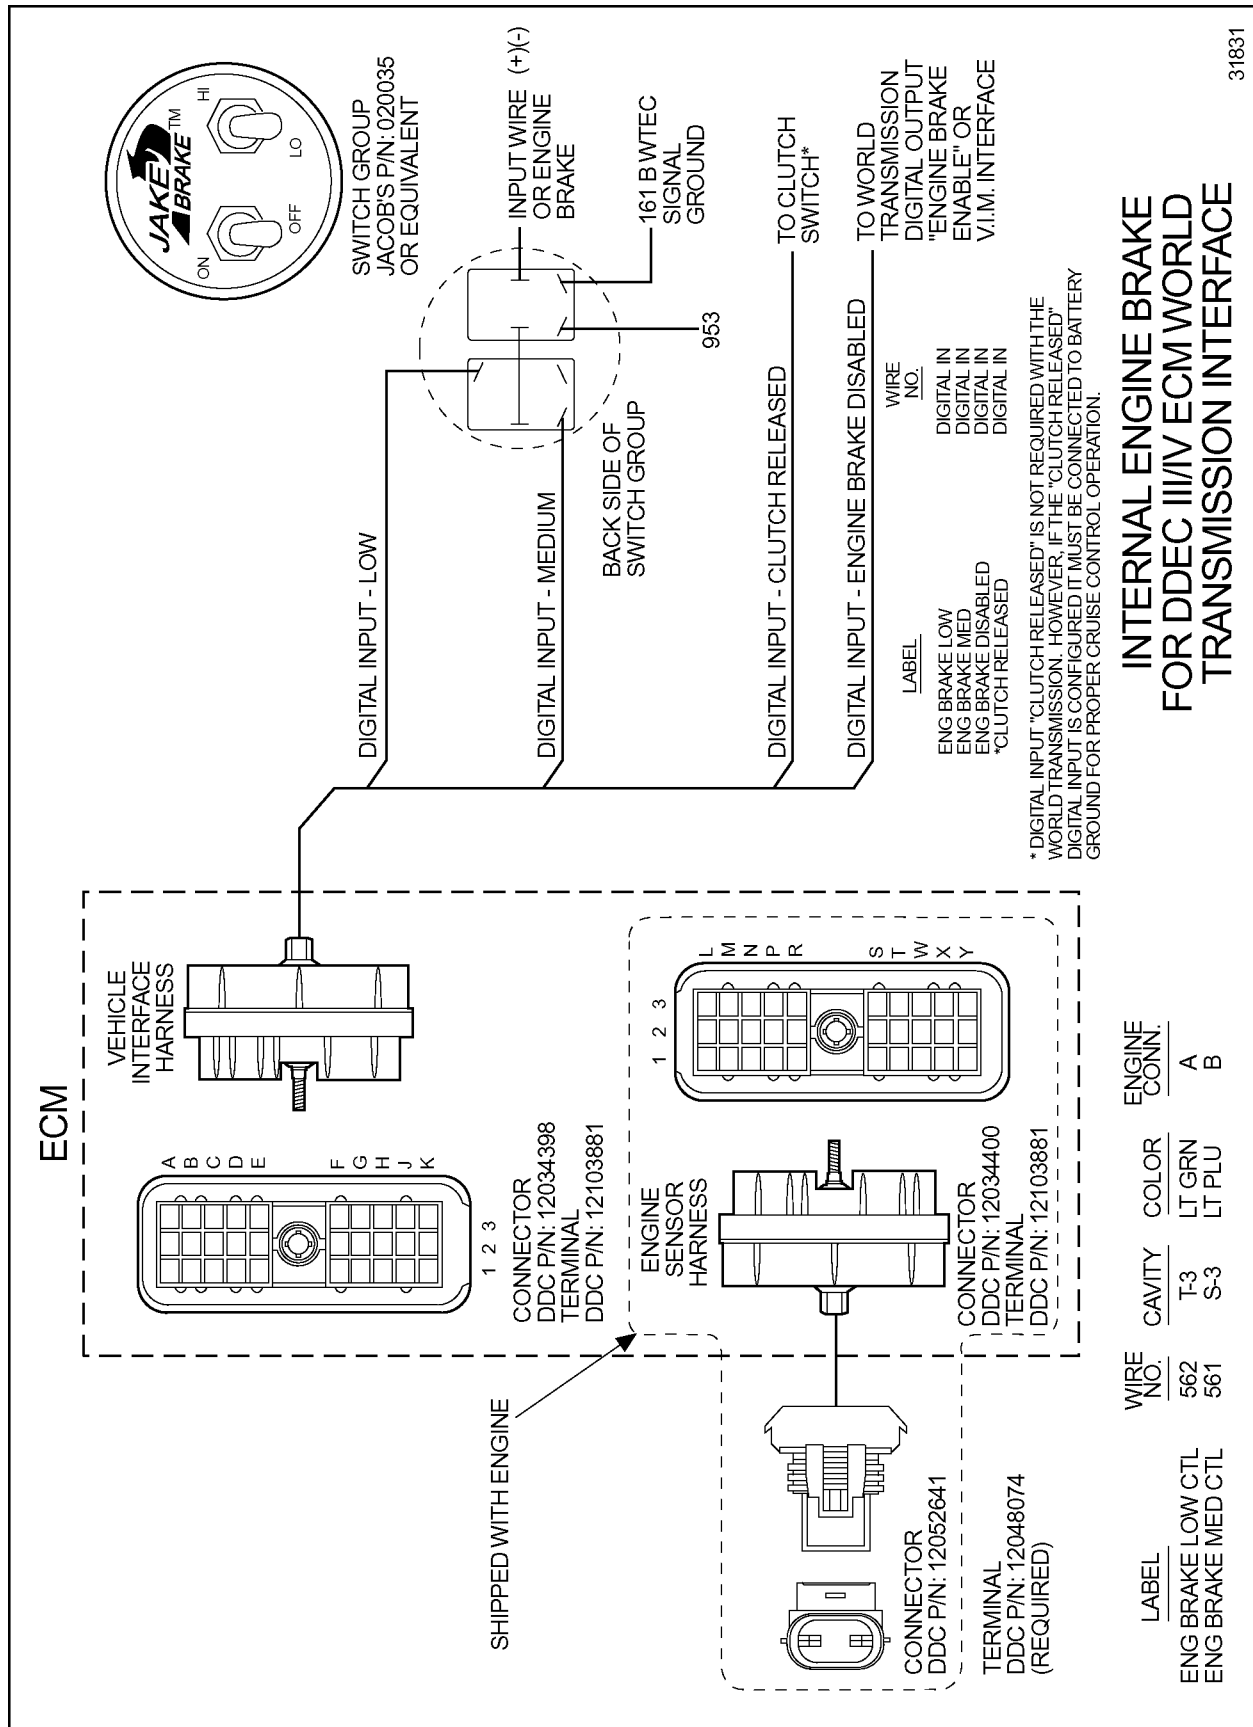 ECM
VEHICLE
INTERFACE
HARNESS
A
B
C
D
E
F
G
H
J
K
1 2 3
CONNECTOR
DDC P/N: 12034398
TERMINAL
DDC P/N: 12103881
SHIPPED WITH ENGINE
ENGINE
SENSOR
HARNESS
1 2 3
L
M
N
P
R
S
T
W
X
Y
CONNECTOR
DDC P/N: 12034400
TERMINAL
DDC P/N: 12103881
CONNECTOR
DDC P/N: 12052641
TERMINAL
DDC P/N: 12048074
(REQUIRED)
JAKE
BRAKE
TM
ON
OFF
HI
LO
SWITCH GROUP
JACOB'S P/N: 020035
OR EQUIVALENT
DIGITAL INPUT - LOW
DIGITAL INPUT - MEDIUM
BACK SIDE OF
SWITCH GROUP
INPUT WIRE (+)(-)
OR ENGINE
BRAKE
161 B WTEC
SIGNAL
GROUND
953
DIGITAL INPUT - CLUTCH RELEASED
TO CLUTCH
SWITCH*
DIGITAL INPUT - ENGINE BRAKE DISABLED
TO WORLD
TRANSMISSION
DIGITAL OUTPUT
"ENGINE BRAKE
ENABLE" OR
V.I.M. INTERFACE
LABEL WIRE NO.
ENG BRAKE LOW DIGITAL IN
ENG BRAKE MED DIGITAL IN
ENG BRAKE DISABLED DIGITAL IN
*CLUTCH RELEASED DIGITAL IN
* DIGITAL INPUT "CLUTCH RELEASED" IS NOT REQUIRED WITH THE
WORLD TRANSMISSION. HOWEVER, IF THE "CLUTCH RELEASED"
DIGITAL INPUT IS CONFIGURED IT MUST BE CONNECTED TO BATTERY
GROUND FOR PROPER CRUISE CONTROL OPERATION.
LABEL WIRE NO. CAVITY COLOR ENGINE CONN.
ENG BRAKE LOW CTL 562 T-3 LT GRN A
ENG BRAKE MED CTL 561 S-3 LT PLU B
INTERNAL ENGINE BRAKE
FOR DDEC III/IV ECM WORLD
TRANSMISSION INTERFACE
31831